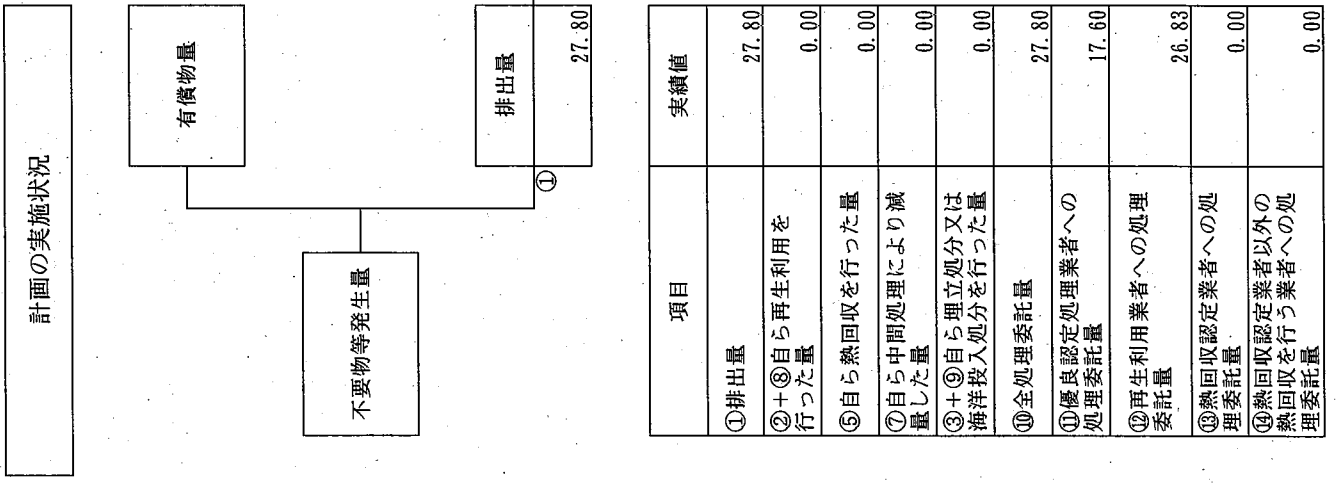 計画の実施状況
有償物量
不要物等発生量
①
排出量
27.80
項目
実績値
①排出量
27.80
②+⑧自ら再生利用を
行った量
0.00
⑤自ら熱回収を行った量
0.00
⑦自ら中間処理により減
量した量
0.00
③+⑨自ら埋立処分又は
海洋投入処分を行った量
0.00
⑩全処理委託量
27.80
⑪優良認定処理業者への
処理委託量
17.60
⑫再生利用業者への処理
委託量
26.83
⑬熱回収認定業者への処
理委託量
0.00
⑭熱回収認定業者以外の
熱回収を行う業者への処
理委託量
0.00